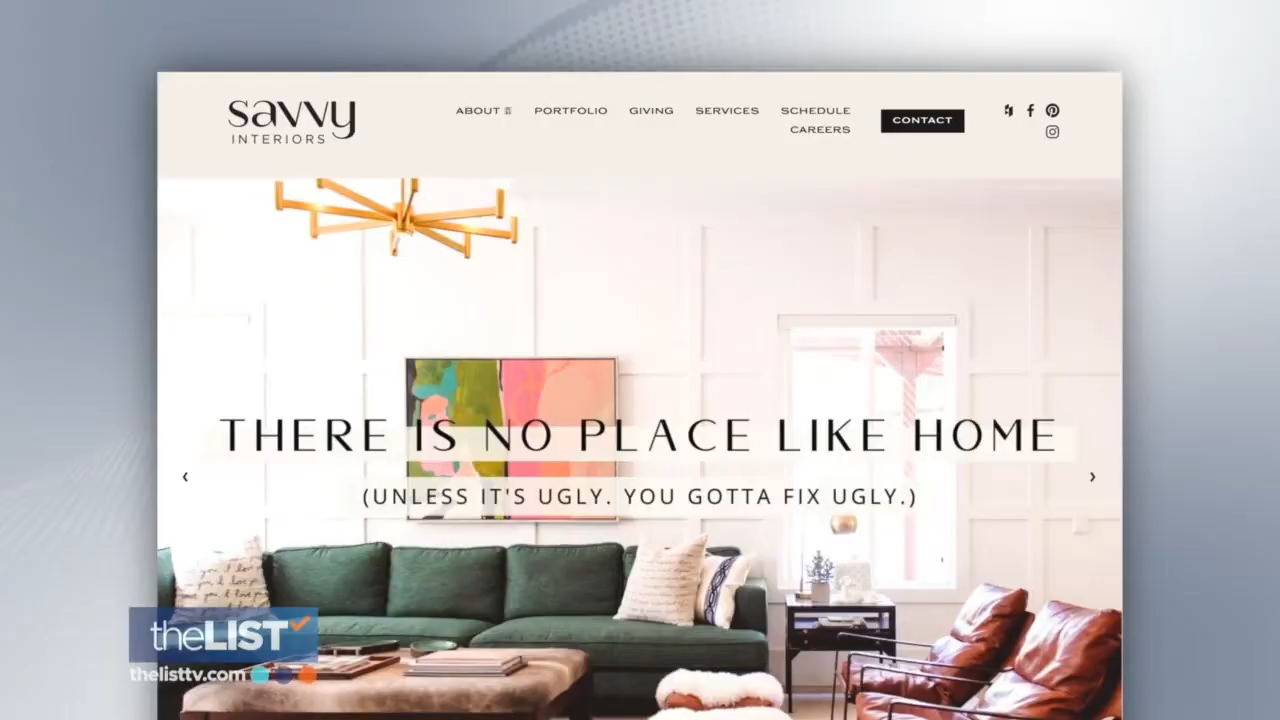 savvy
INTERIORS
ABOUT
PORTFOLIO
GIVING
SERVICES
SCHEDULE
CAREERS
CONTACT
THERE IS NO PLACE LIKE HOME
(UNLESS IT'S UGLY. YOU GOTTA FIX UGLY.)
theLIST
thelisttv.com